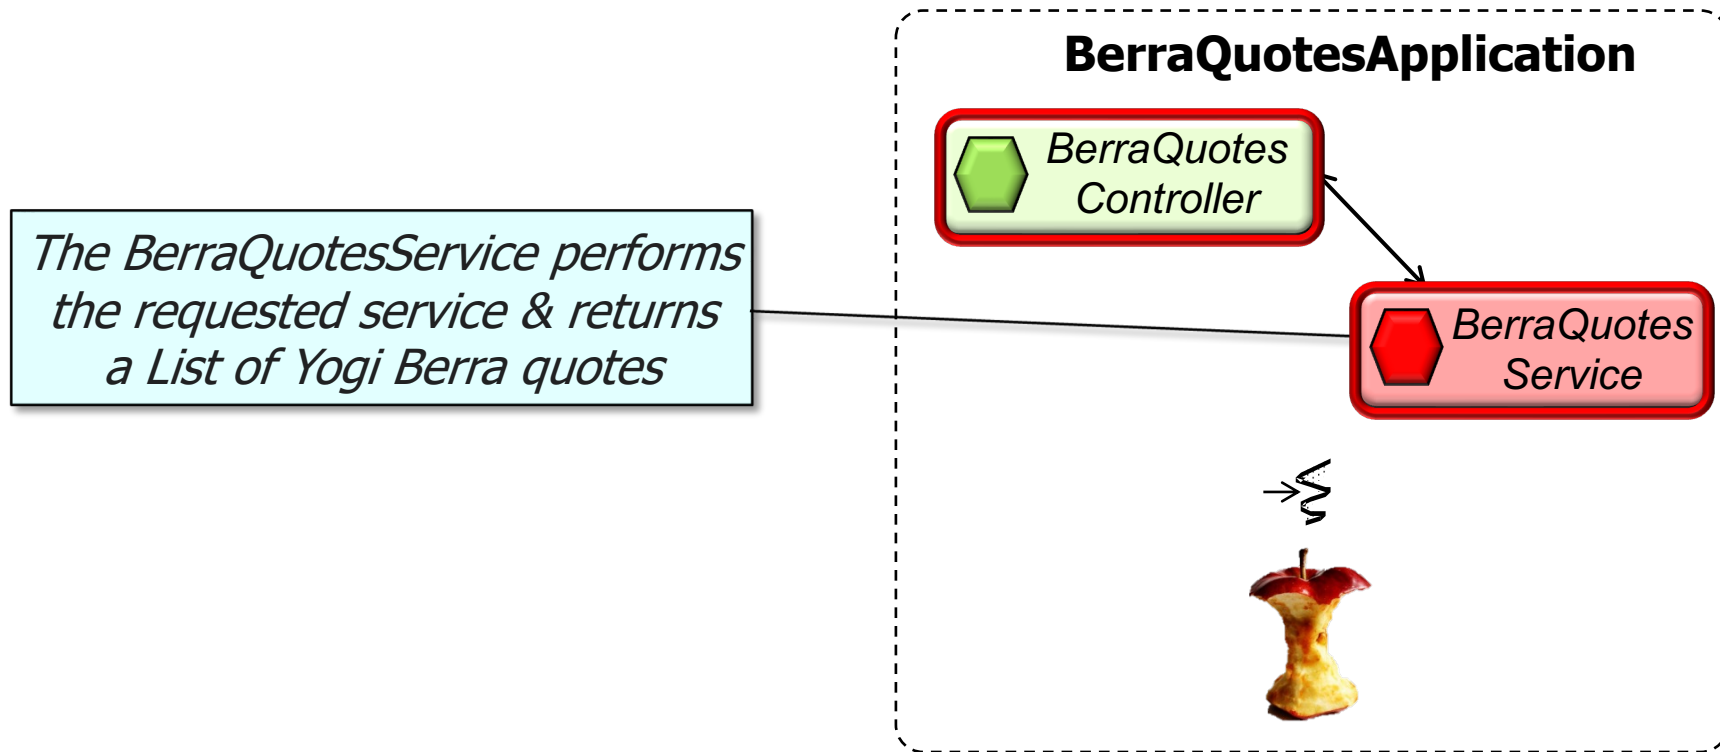 BerraQuotesApplication
BerraQuotes
Controller
The BerraQuotesService performs
the requested service & returns
a List of Yogi Berra quotes
BerraQuotes
Service